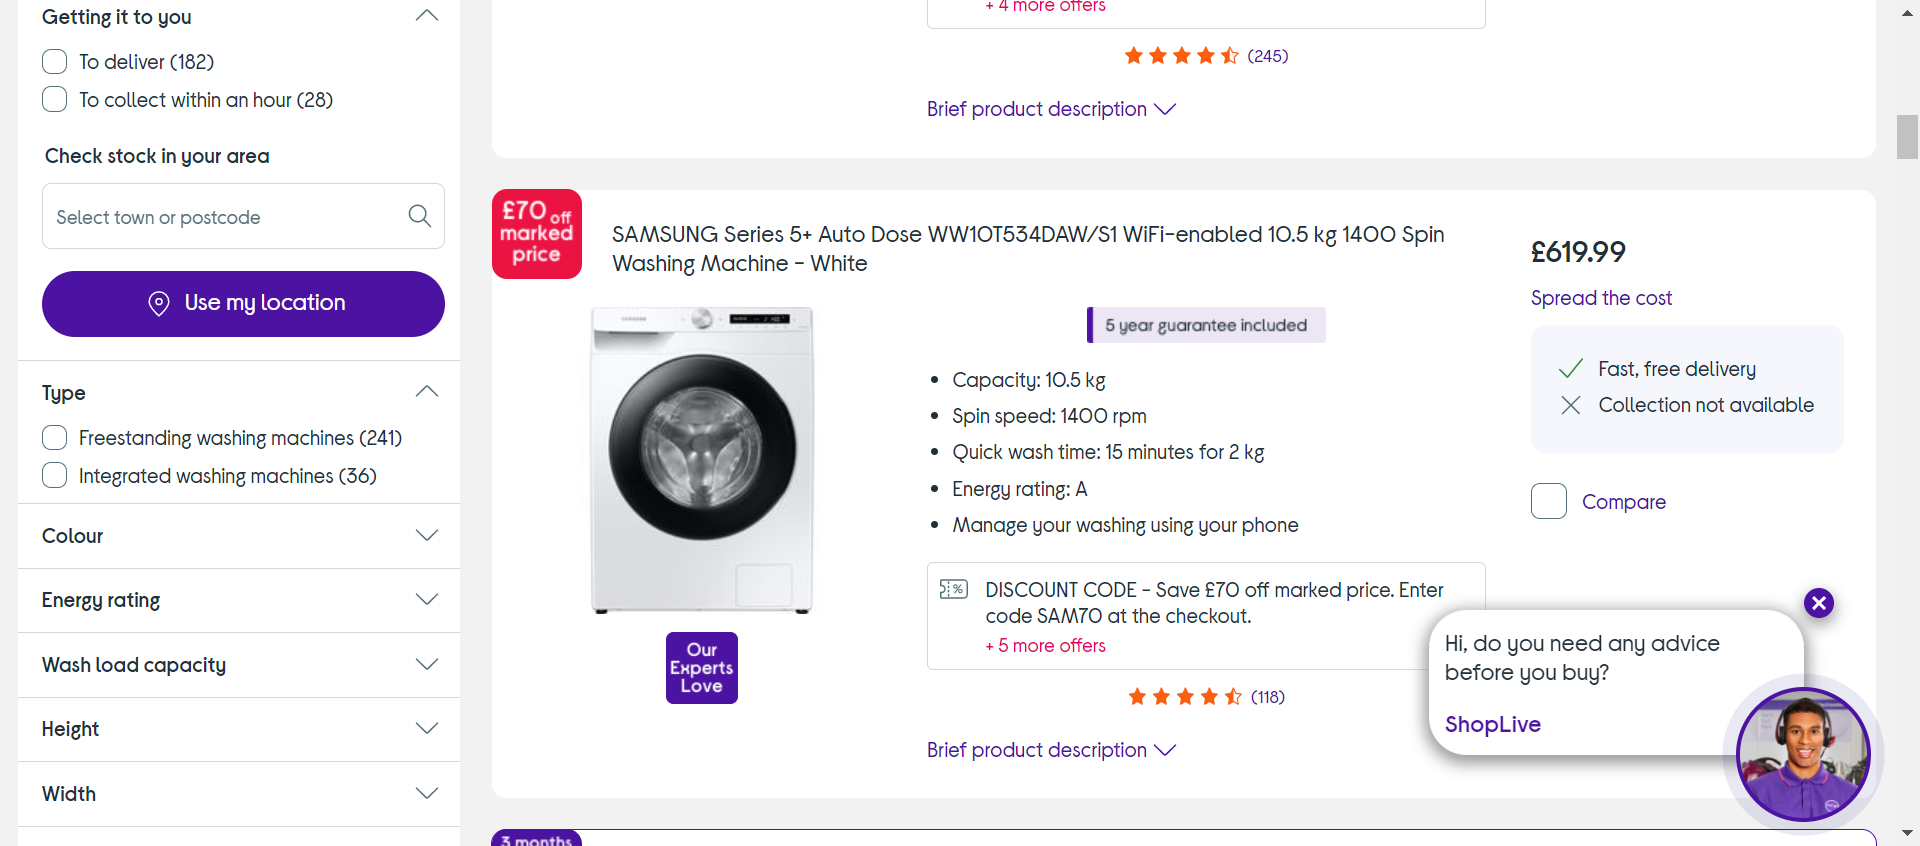 Getting it to you
To deliver (182)
To collect within an hour (28)
Check stock in your area
Select town or postcode
Use my location
Type
Freestanding washing machines (241)
Integrated washing machines (36)
Colour
Energy rating
Wash load capacity
Height
Width
+ 4 more offers
(245)
Brief product description
£70 off
marked
price
SAMSUNG Series 5+ Auto Dose WW10T534DAW/S1 WiFi-enabled 10.5 kg 1400 Spin
Washing Machine - White
5 year guarantee included
Capacity: 10.5 kg
Spin speed: 1400 rpm
Quick wash time: 15 minutes for 2 kg
Energy rating: A
Manage your washing using your phone
Our
Experts
Love
DISCOUNT CODE - Save £70 off marked price. Enter
code SAM70 at the checkout.
+ 5 more offers
(118)
Brief product description
£619.99
Spread the cost
Fast, free delivery
Collection not available
Compare
Hi, do you need any advice
before you buy?
ShopLive
3 months